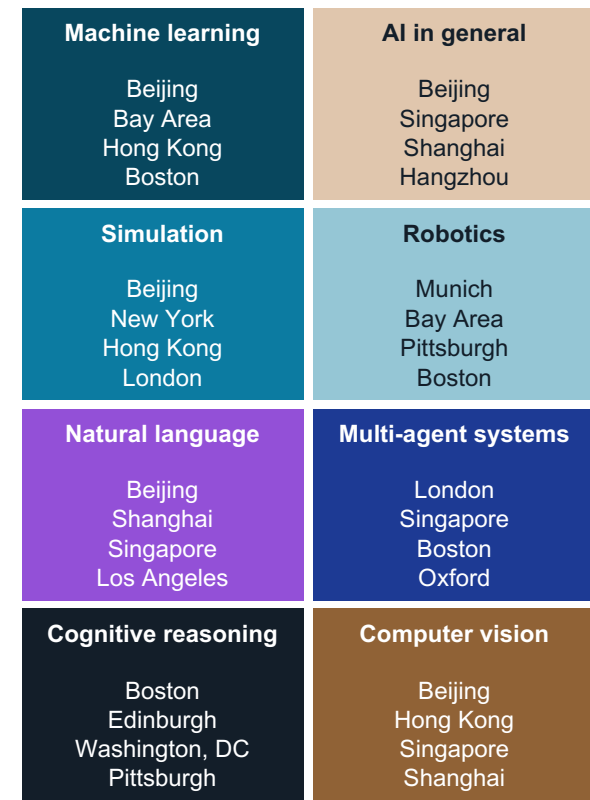 Machine learning
Beijing
Bay Area
Hong Kong
Boston
AI in general
Beijing
Singapore
Shanghai
Hangzhou
Simulation
Beijing
New York
Hong Kong
London
Robotics
Munich
Bay Area
Pittsburgh
Boston
Natural language
Beijing
Shanghai
Singapore
Los Angeles
Multi-agent systems
London
Singapore
Boston
Oxford
Cognitive reasoning
Boston
Edinburgh
Washington, DC
Pittsburgh
Computer vision
Beijing
Hong Kong
Singapore
Shanghai